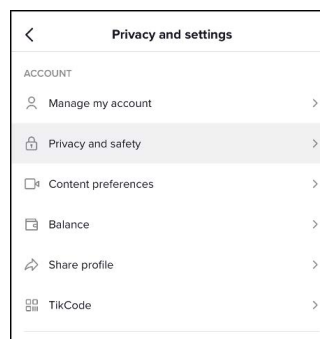 Privacy and settings
ACCOUNT
Manage my account
Privacy and safety
Content preferences
Balance
Share profile
TikCode